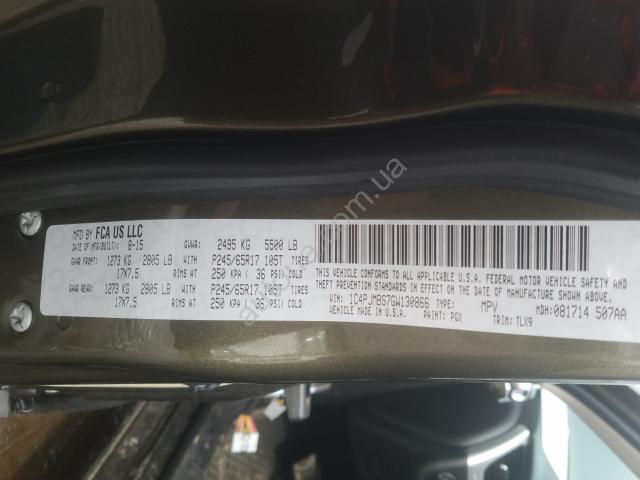 MFD BY FCA US LLC
DATE OF MFG(BUILT): 8-15 GVWR: 2495 KG 5500 LB
GAWR FRONT: 1273 KG 2805 LB WITH P245/65R17 105T TIRES
17X7.5 RIMS AT 250 KPA ( 36 PSI) COLD
GAWR REAR: 1273 KG 2805 LB WITH P245/65R17 105T TIRES
17X7.5 RIMS AT 250 KPA ( 36 PSI) COLD
THIS VEHICLE CONFORMS TO ALL APPLICABLE U.S.A. FEDERAL MOTOR VEHICLE SAFETY AND
THEFT PREVENTION STANDARDS IN EFFECT ON THE DATE OF MANUFACTURE SHOWN ABOVE.
VIN: 1C4PJMBS7GW130866 TYPE: MPV MDH: 081714 507AA
VEHICLE MADE IN U.S.A. PAINT: PGX TRIM: TLX9